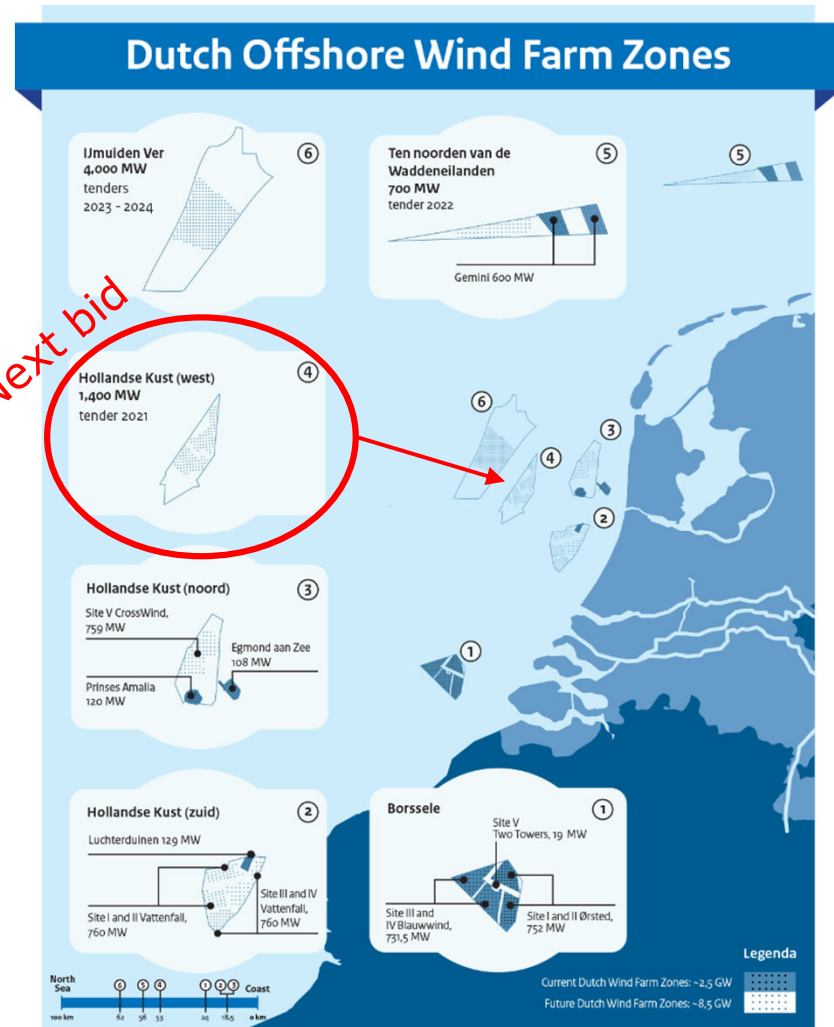 Dutch Offshore Wind Farm Zones
IJmuiden Ver
4,000 MW
tenders
2023 - 2024
6
Ten noorden van de
Waddeneilanden
700 MW
tender 2022
5
Gemini 600 MW
5
Next bid
Hollandse Kust (west)
1,400 MW
tender 2021
4
6
4
3
2
1
Hollandse Kust (noord)
3
Site V CrossWind,
759 MW
Egmond aan Zee
108 MW
Prinses Amalia
120 MW
Hollandse Kust (zuid)
2
Luchterduinen 129 MW
Site I and II Vattenfall,
760 MW
Site III and IV
Vattenfall,
760 MW
Borssele
1
Site V
Two Towers, 19 MW
Site III and
IV Blauwwind,
731,5 MW
Site I and II Ørsted,
752 MW
Legenda
Current Dutch Wind Farm Zones: ~2,5 GW
Future Dutch Wind Farm Zones: ~8,5 GW
North
Sea
6 5 4 1 2 3
Coast
100 km 62 56 53 24 18,5 0 km